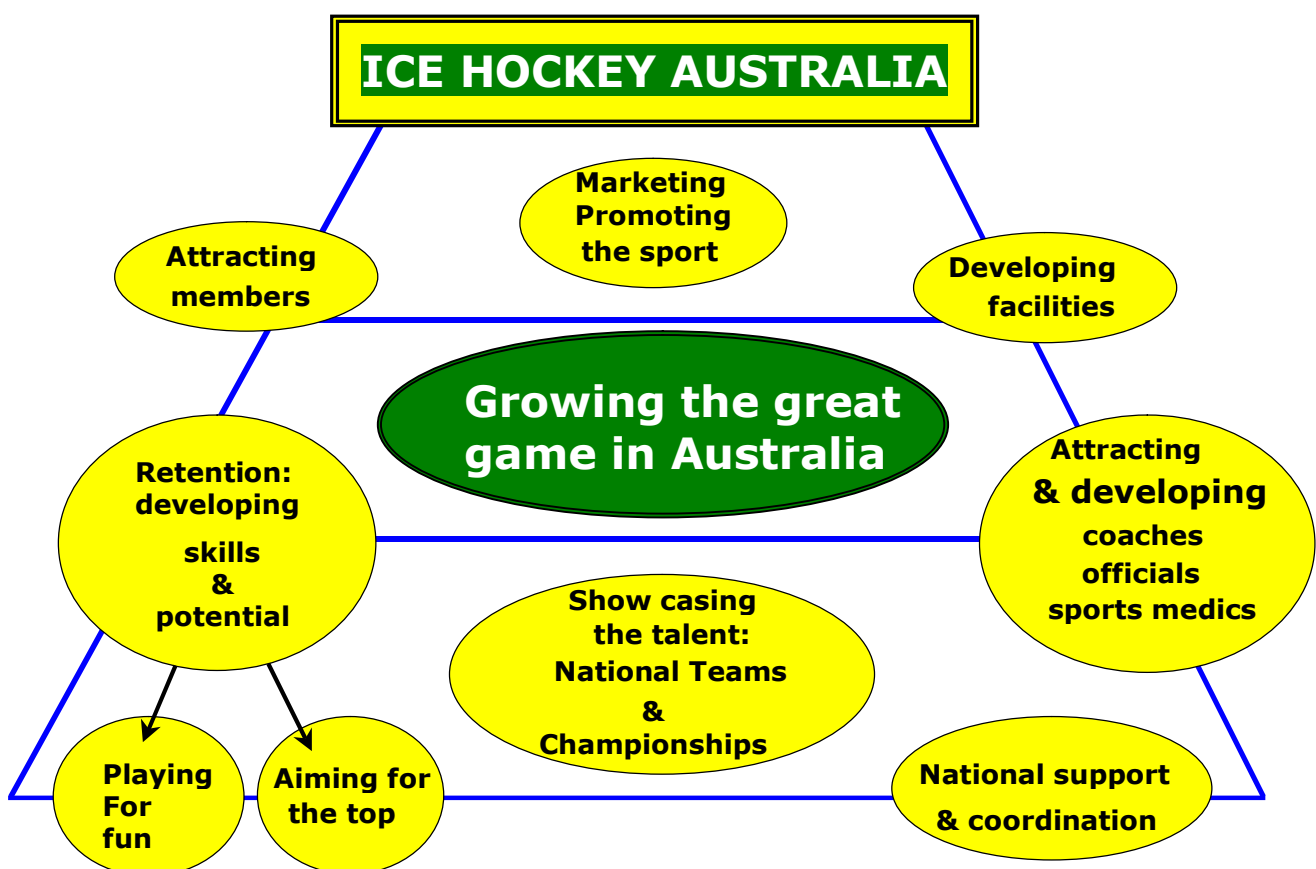 ICE HOCKEY AUSTRALIA
Marketing
Promoting
the sport
Attracting
members
Developing
facilities
Growing the great
game in Australia
Retention:
developing
skills
&
potential
Attracting
& developing
coaches
officials
sports medics
Show casing
the talent:
National Teams
&
Championships
Playing
For
fun
Aiming for
the top
National support
& coordination